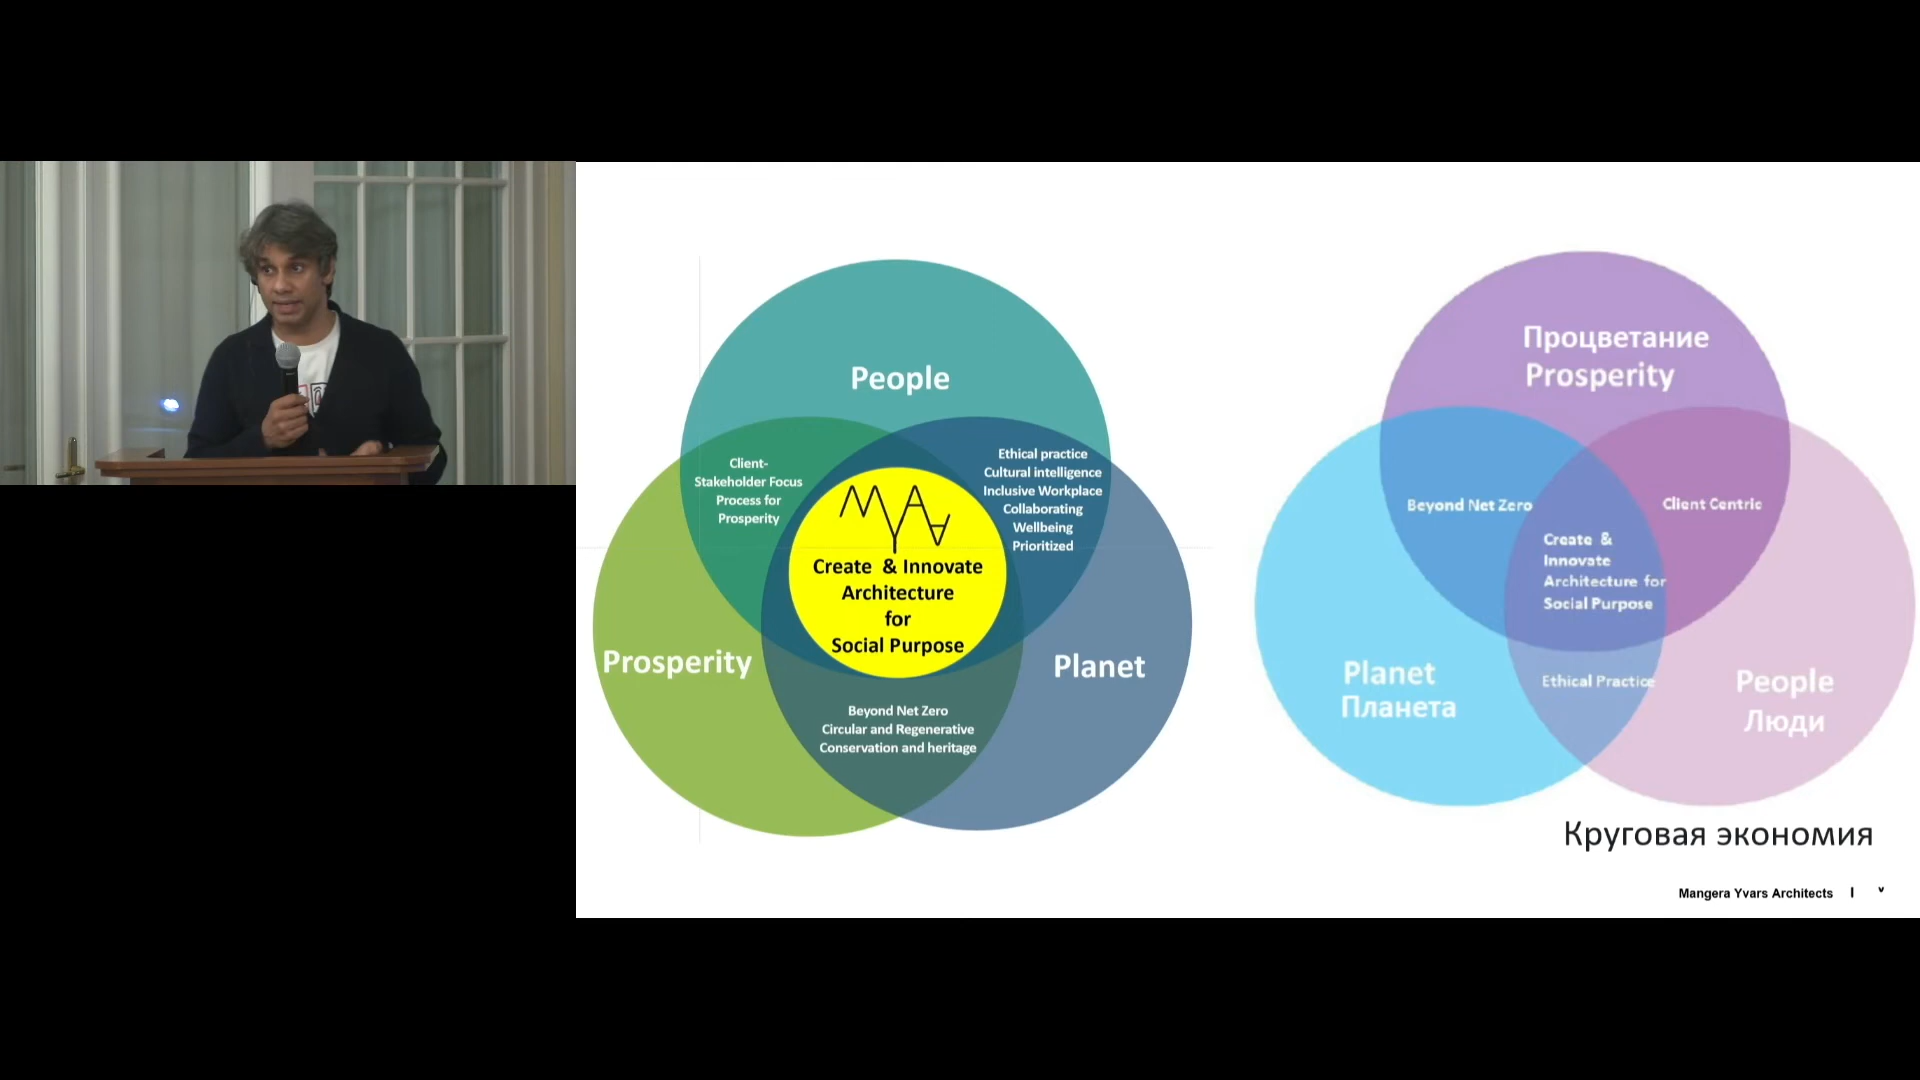 People
Client-
Stakeholder Focus
Process for
Prosperity
Ethical practice
Cultural intelligence
Inclusive Workplace
Collaborating
Wellbeing
Prioritized
MYAA
Create & Innovate
Architecture
for
Social Purpose
Prosperity
Planet
Beyond Net Zero
Circular and Regenerative
Conservation and heritage
Процветание
Prosperity
Beyond Net Zero
Client Centric
Create &
Innovate
Architecture for
Social Purpose
Planet
Планета
Ethical Practice
People
Люди
Круговая экономия
Mangera Yvars Architects